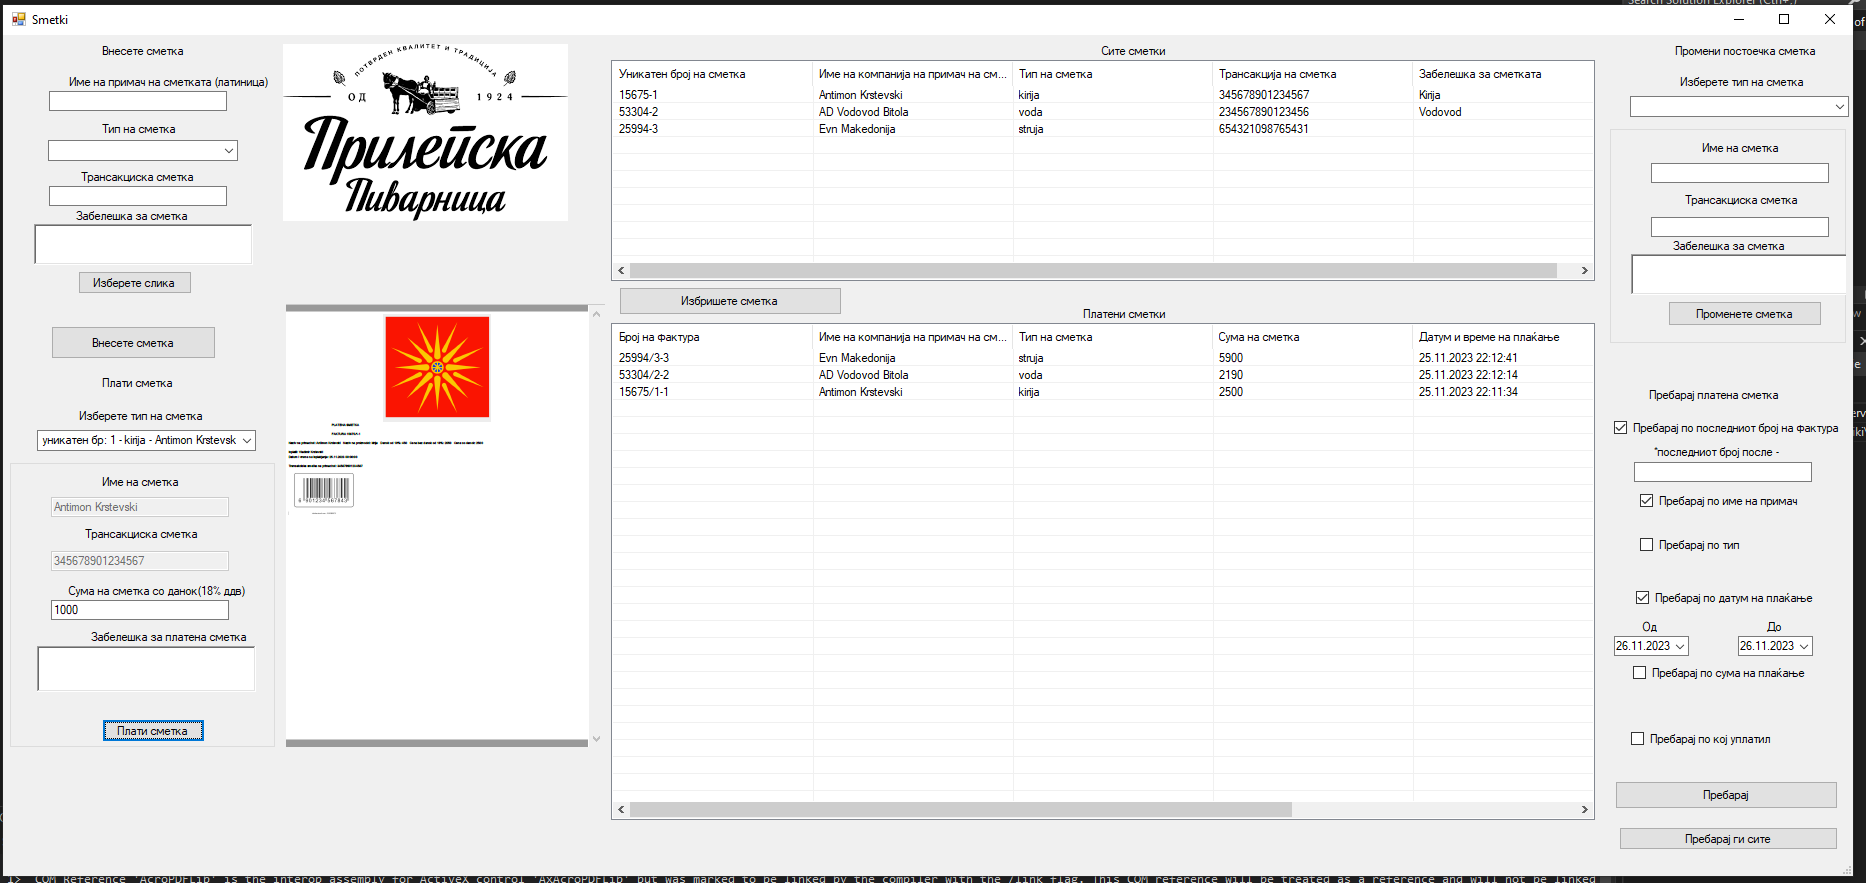 Search Solution Explorer (Ctrl+;)
Smetki
Внесете сметка
Име на примач на сметката (латиница)
Тип на сметка
Трансакциска сметка
Забелешка за сметка
Изберете слика
Внесете сметка
Плати сметка
Изберете тип на сметка
уникатен бр: 1 - kirija - Antimon Krstevsk
Име на сметка
Antimon Krstevski
Трансакциска сметка
345678901234567
Сума на сметка со данок(18% ддв)
1000
Забелешка за платена сметка
Плати сметка
ПОТВРДЕН КВАЛИТЕТ И ТРАДИЦИЈА
ОД 1924
Прилепска
Пиварница
PLATENA SMETKA
6 901234 567843
Сите сметки
Уникатен број на сметка Име на компанија на примач на см... Тип на сметка Трансакција на сметка Забелешка за сметката
15675-1 Antimon Krstevski kirija 345678901234567 Kirija
53304-2 AD Vodovod Bitola voda 234567890123456 Vodovod
25994-3 Evn Makedonija struja 654321098765431
Избришете сметка
Платени сметки
Број на фактура Име на компанија на примач на см... Тип на сметка Сума на сметка Датум и време на плаќање
25994/3-3 Evn Makedonija struja 5900 25.11.2023 22:12:41
53304/2-2 AD Vodovod Bitola voda 2190 25.11.2023 22:12:14
15675/1-1 Antimon Krstevski kirija 2500 25.11.2023 22:11:34
Промени постоечка сметка
Изберете тип на сметка
Име на сметка
Трансакциска сметка
Забелешка за сметка
Променете сметка
Пребарај платена сметка
Пребарај по последниот број на фактура
*последниот број после -
Пребарај по име на примач
Пребарај по тип
Пребарај по датум на плаќање
Од До
26.11.2023 26.11.2023
Пребарај по сума на плаќање
Пребарај по кој уплатил
Пребарај
Пребарај ги сите
1> COM Reference 'AcroPDFLib' is the interop assembly for ActiveX control 'AxAcroPDFLib' but was marked to be linked by the compiler with the /link flag. This COM reference will be treated as a reference and will not be linked